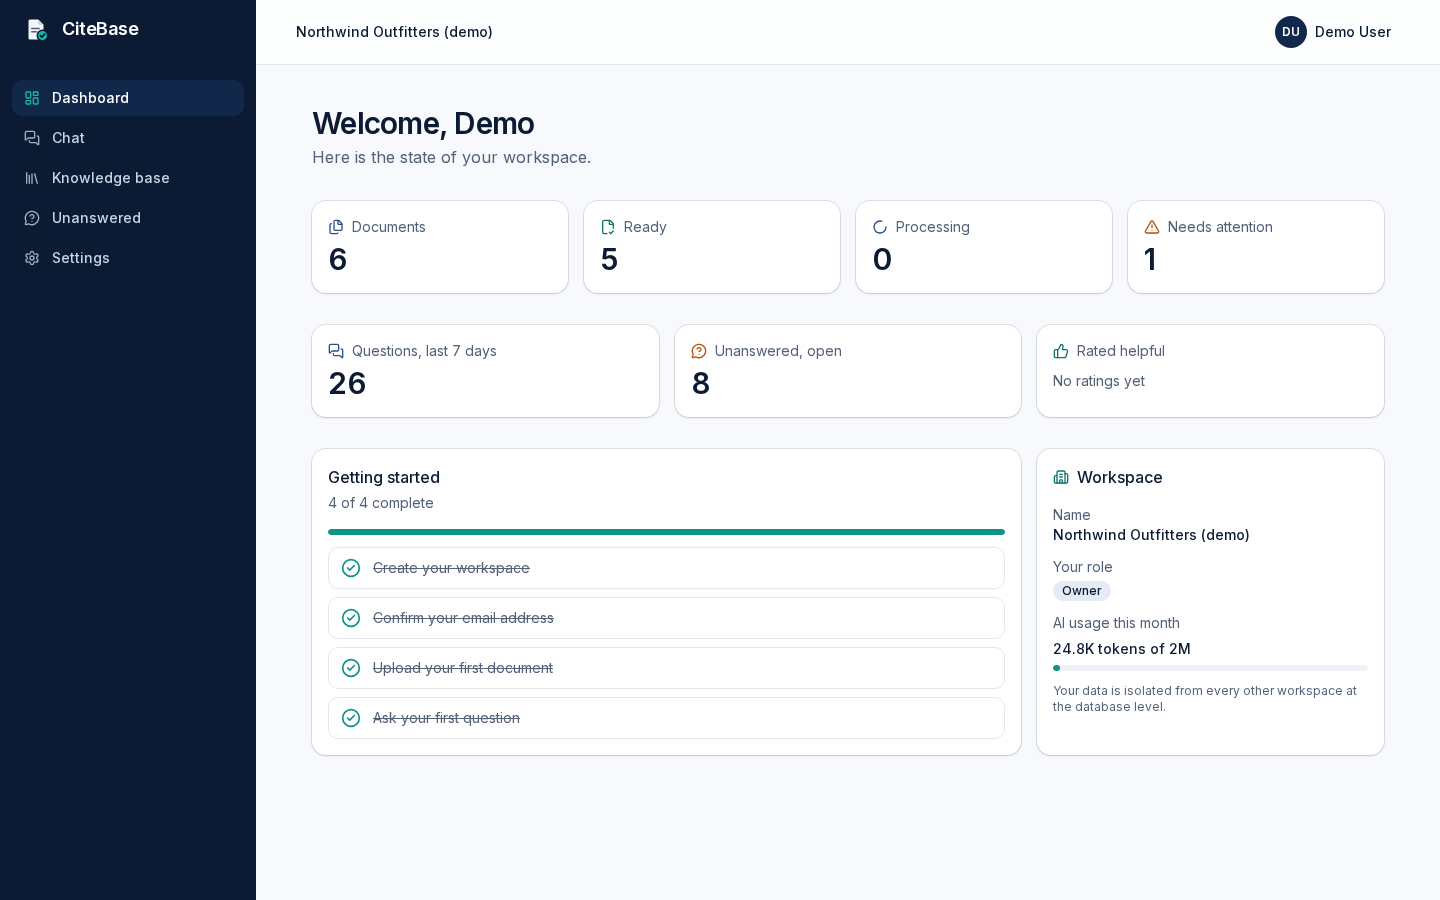 CiteBase
Northwind Outfitters (demo)
DU
Demo User
Dashboard
Chat
Knowledge base
Unanswered
Settings
Welcome, Demo
Here is the state of your workspace.
Documents
6
Ready
5
Processing
0
Needs attention
1
Questions, last 7 days
26
Unanswered, open
8
Rated helpful
No ratings yet
Getting started
4 of 4 complete
Create your workspace
Confirm your email address
Upload your first document
Ask your first question
Workspace
Name
Northwind Outfitters (demo)
Your role
Owner
AI usage this month
24.8K tokens of 2M
Your data is isolated from every other workspace at
the database level.